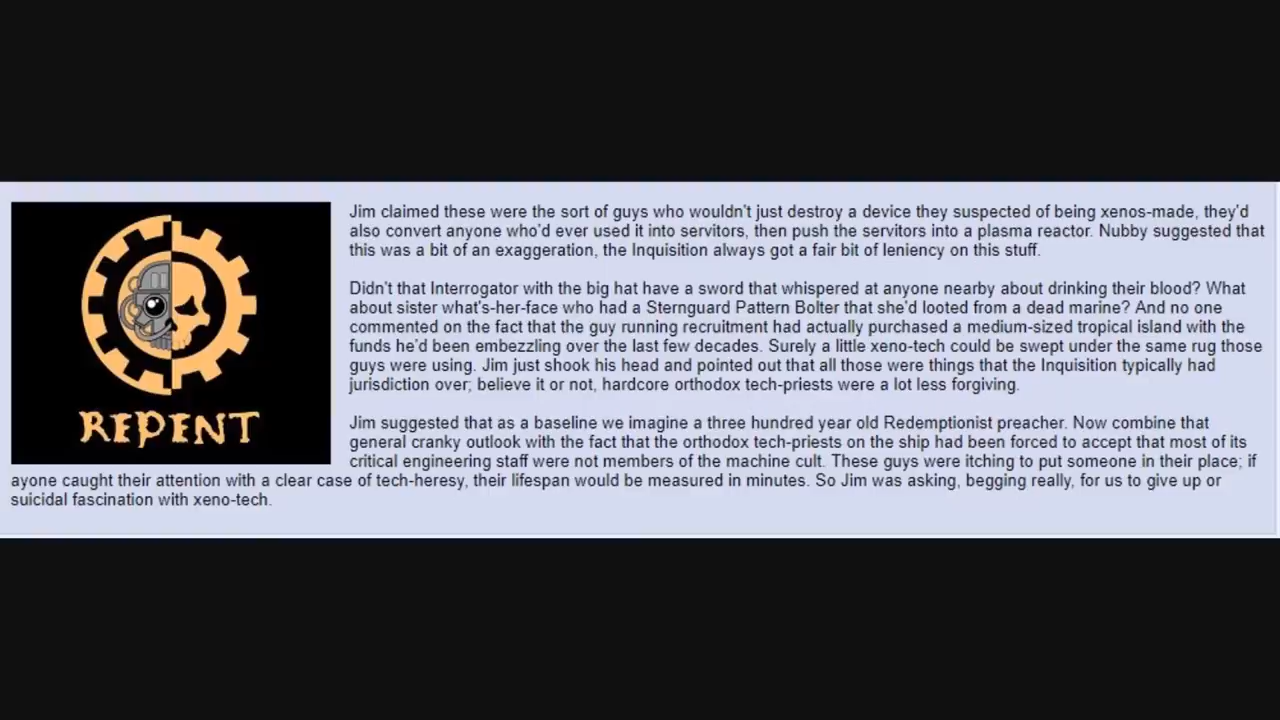 Jim claimed these were the sort of guys who wouldn't just destroy a device they suspected of being xenos-made, they'd
also convert anyone who'd ever used it into servitors, then push the servitors into a plasma reactor. Nubby suggested that
this was a bit of an exaggeration, the Inquisition always got a fair bit of leniency on this stuff.
Didn't that Interrogator with the big hat have a sword that whispered at anyone nearby about drinking their blood? What
about sister what's-her-face who had a Sternguard Pattern Bolter that she'd looted from a dead marine? And no one
commented on the fact that the guy running recruitment had actually purchased a medium-sized tropical island with the
funds he'd been embezzling over the last few decades. Surely a little xeno-tech could be swept under the same rug those
guys were using. Jim just shook his head and pointed out that all those were things that the Inquisition typically had
jurisdiction over; believe it or not, hardcore orthodox tech-priests were a lot less forgiving.
REPENT
Jim suggested that as a baseline we imagine a three hundred year old Redemptionist preacher. Now combine that
general cranky outlook with the fact that the orthodox tech-priests on the ship had been forced to accept that most of its
critical engineering staff were not members of the machine cult. These guys were itching to put someone in their place; if
ayone caught their attention with a clear case of tech-heresy, their lifespan would be measured in minutes. So Jim was asking, begging really, for us to give up or
suicidal fascination with xeno-tech.